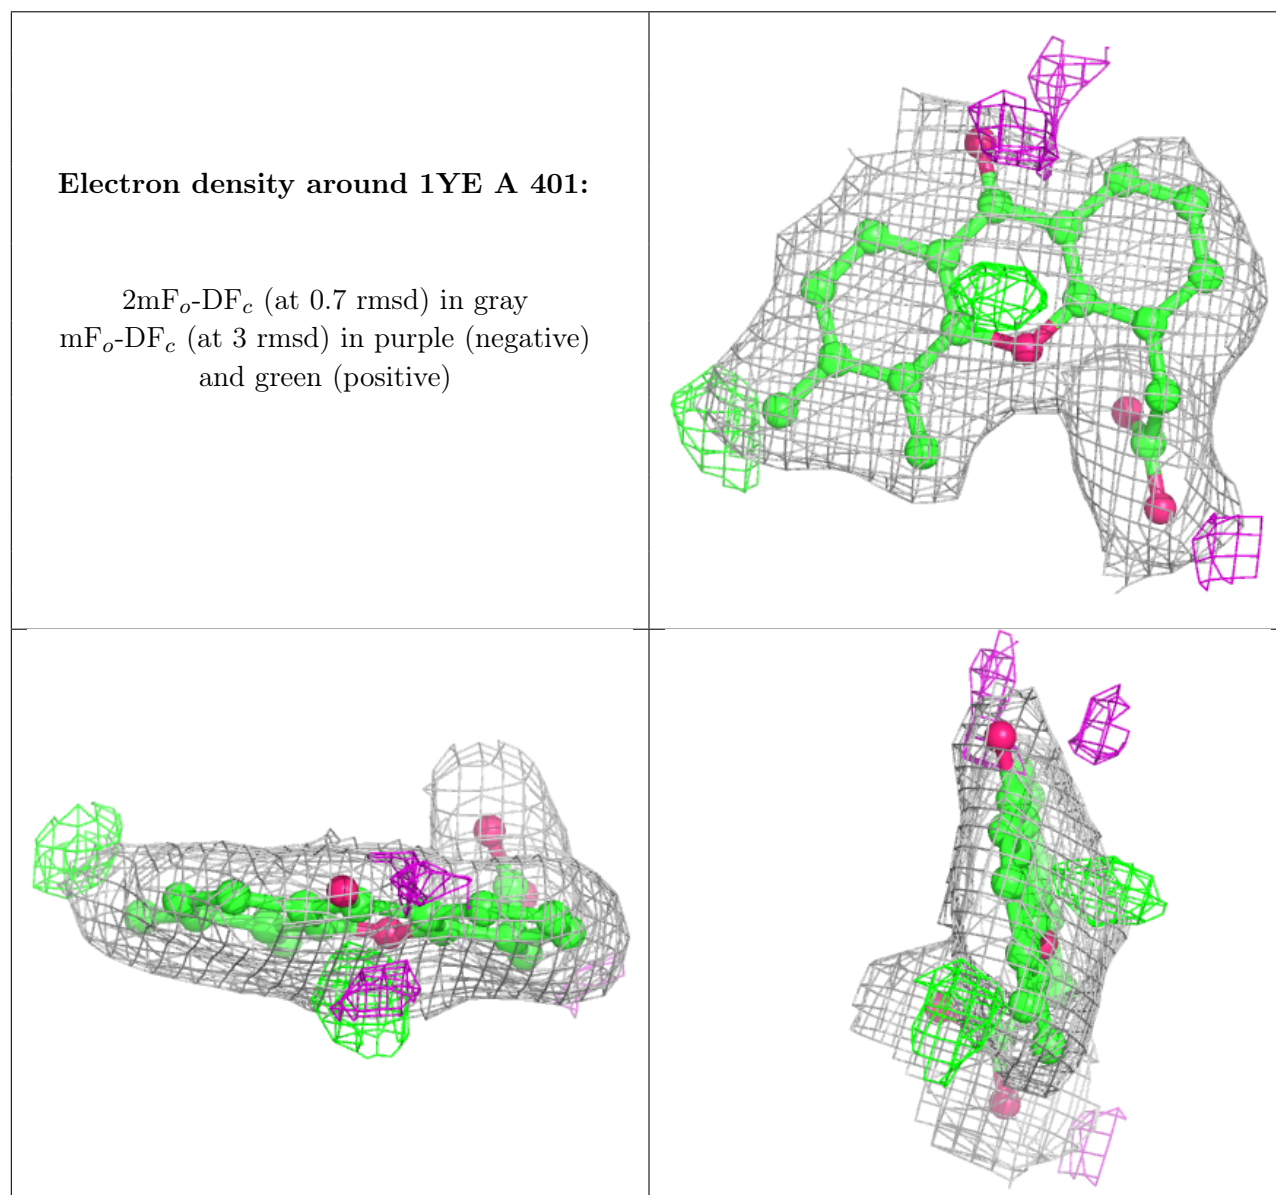 Electron density around 1YE A 401:
2mFo-DFc (at 0.7 rmsd) in gray
mFo-DFc (at 3 rmsd) in purple (negative)
and green (positive)